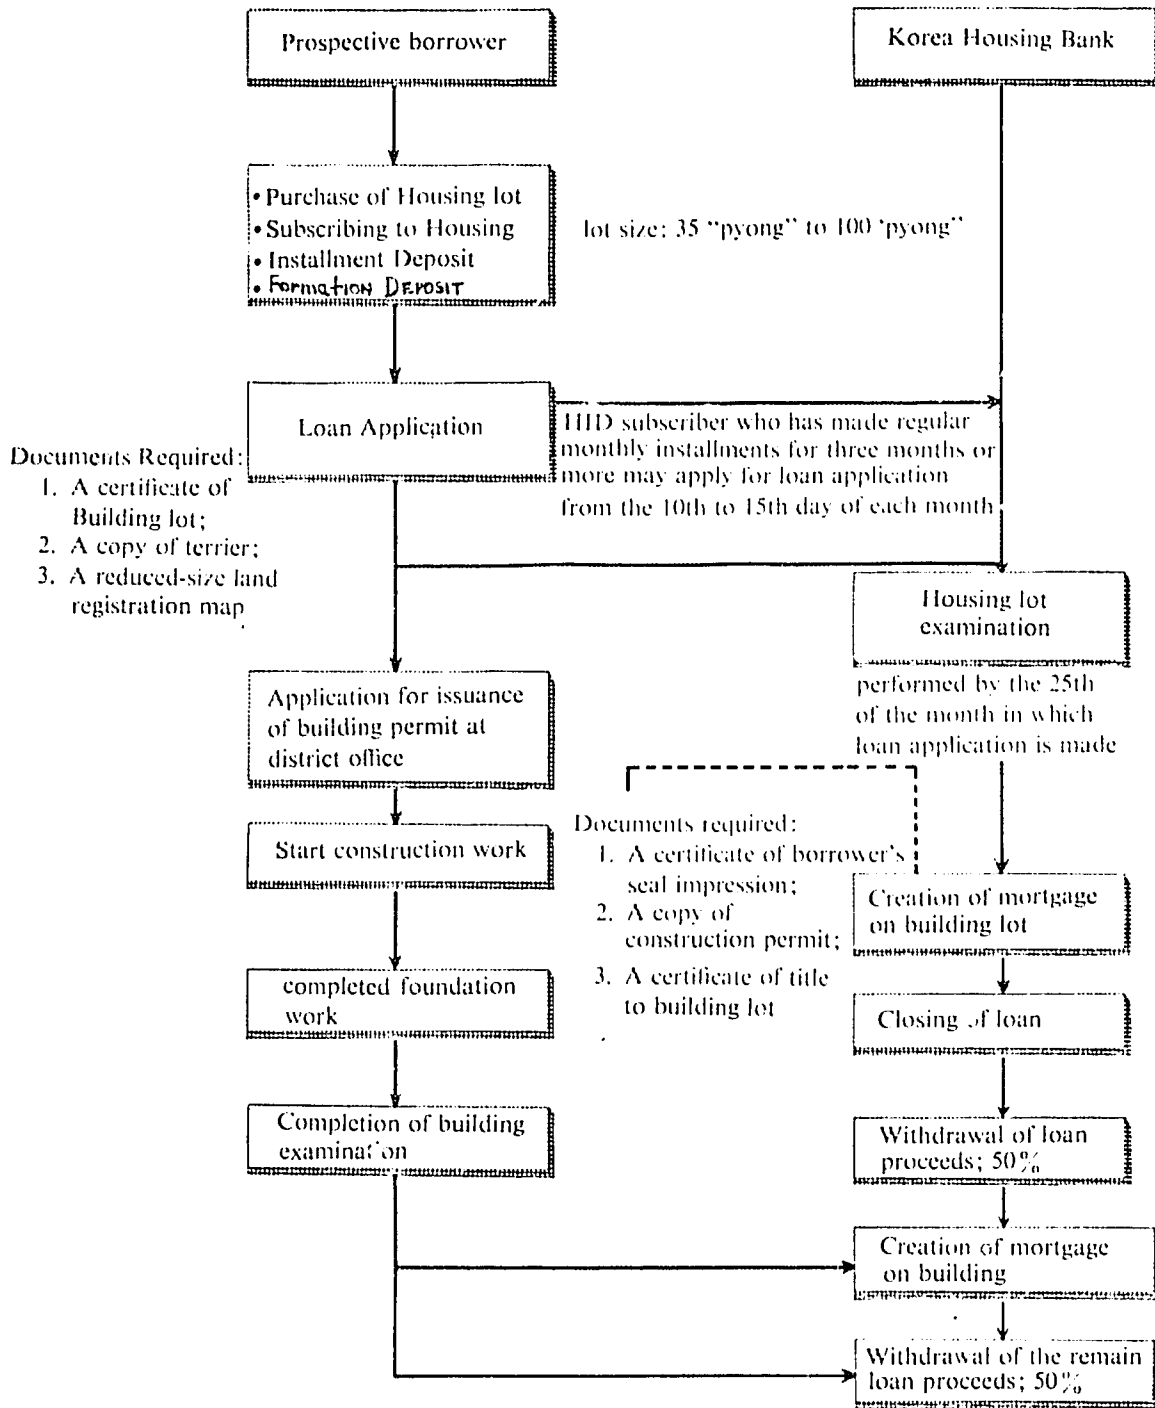 Prospective borrower
Korea Housing Bank
• Purchase of Housing lot
• Subscribing to Housing
• Installment Deposit
• Formation Deposit
lot size: 35 “pyong” to 100 ‘pyong”
Loan Application
HID subscriber who has made regular
monthly installments for three months or
more may apply for loan application
from the 10th to 15th day of each month
Documents Required:
1. A certificate of
Building lot;
2. A copy of terrier;
3. A reduced-size land
registration map
Housing lot
examination
performed by the 25th
of the month in which
loan application is made
Application for issuance
of building permit at
district office
Start construction work
Documents required:
1. A certificate of borrower's
seal impression;
2. A copy of
construction permit;
3. A certificate of title
to building lot
Creation of mortgage
on building lot
completed foundation
work
Closing of loan
Completion of building
examination
Withdrawal of loan
proceeds; 50%
Creation of mortgage
on building
Withdrawal of the remain
loan proceeds; 50%